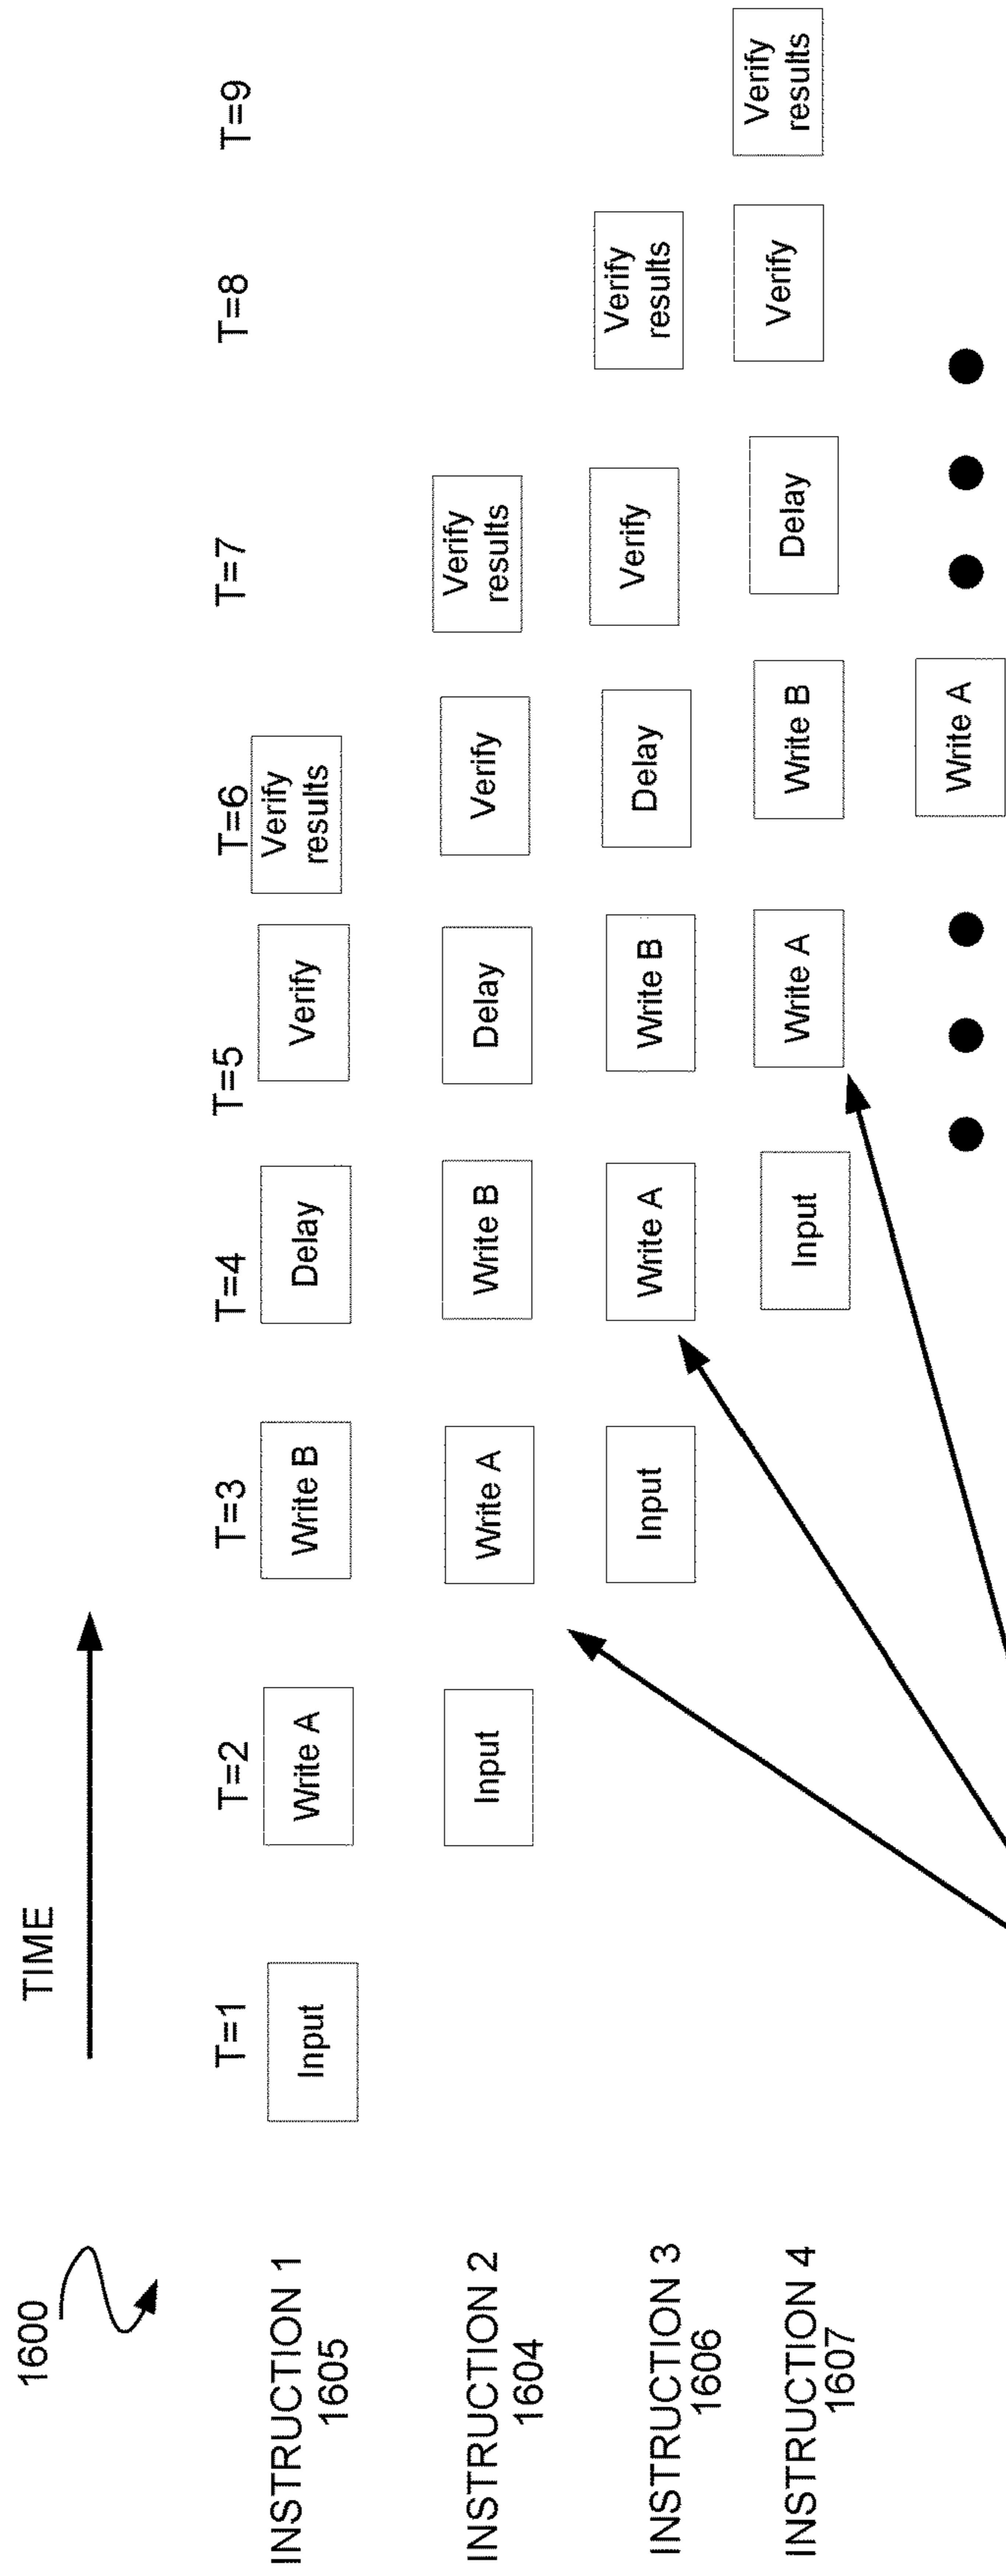 1600
TIME
T=1
T=2
T=3
T=4
T=5
T=6
T=7
T=8
T=9
INSTRUCTION 1
1605
Input
Write A
Write B
Delay
Verify
Verify
results
INSTRUCTION 2
1604
Input
Write A
Write B
Delay
Verify
Verify
results
INSTRUCTION 3
1606
Input
Write A
Write B
Delay
Verify
Verify
results
INSTRUCTION 4
1607
Input
Write A
Write B
Delay
Verify
Verify
results
Write A